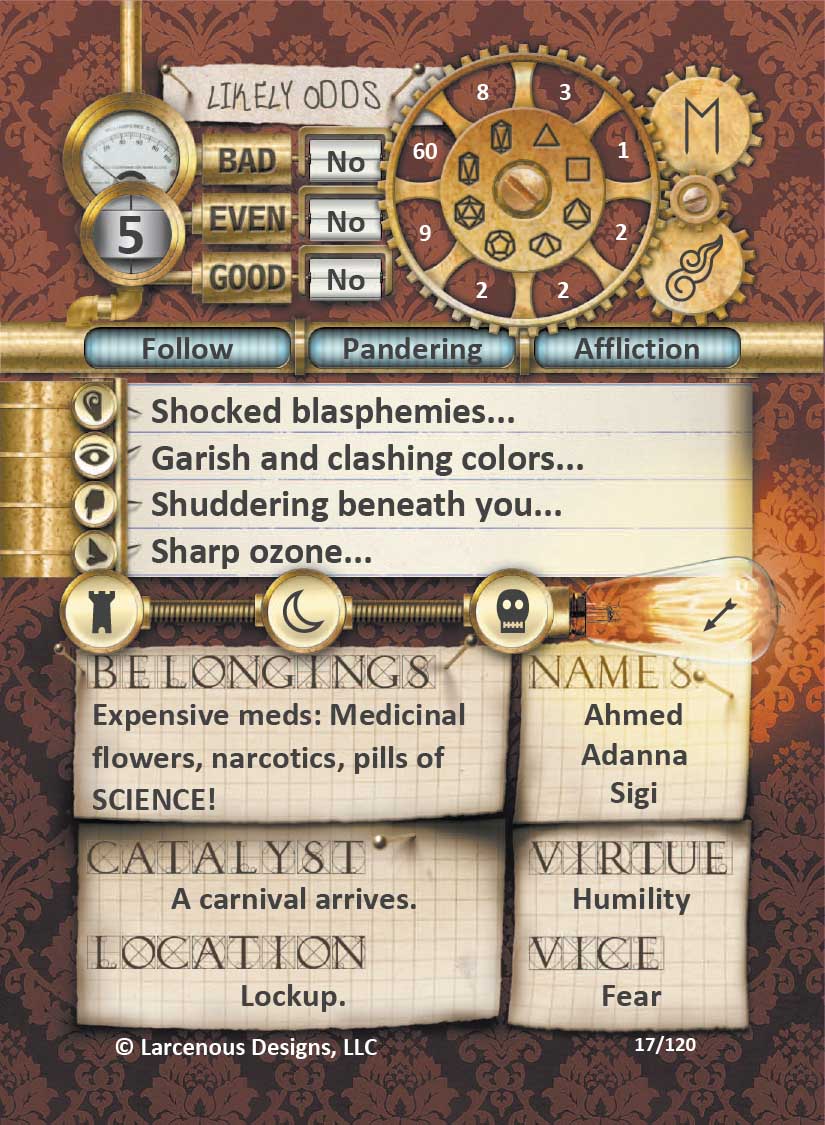 LIKELY ODDS
BAD No
EVEN No
GOOD No
5
8 3
60 1
9 2
2 2
Follow Pandering Affliction
Shocked blasphemies...
Garish and clashing colors...
Shuddering beneath you...
Sharp ozone...
BELONGINGS
Expensive meds: Medicinal
flowers, narcotics, pills of
SCIENCE!
NAMES
Ahmed
Adanna
Sigi
CATALYST
A carnival arrives.
LOCATION
Lockup.
VIRTUE
Humility
VICE
Fear
© Larcenous Designs, LLC
17/120